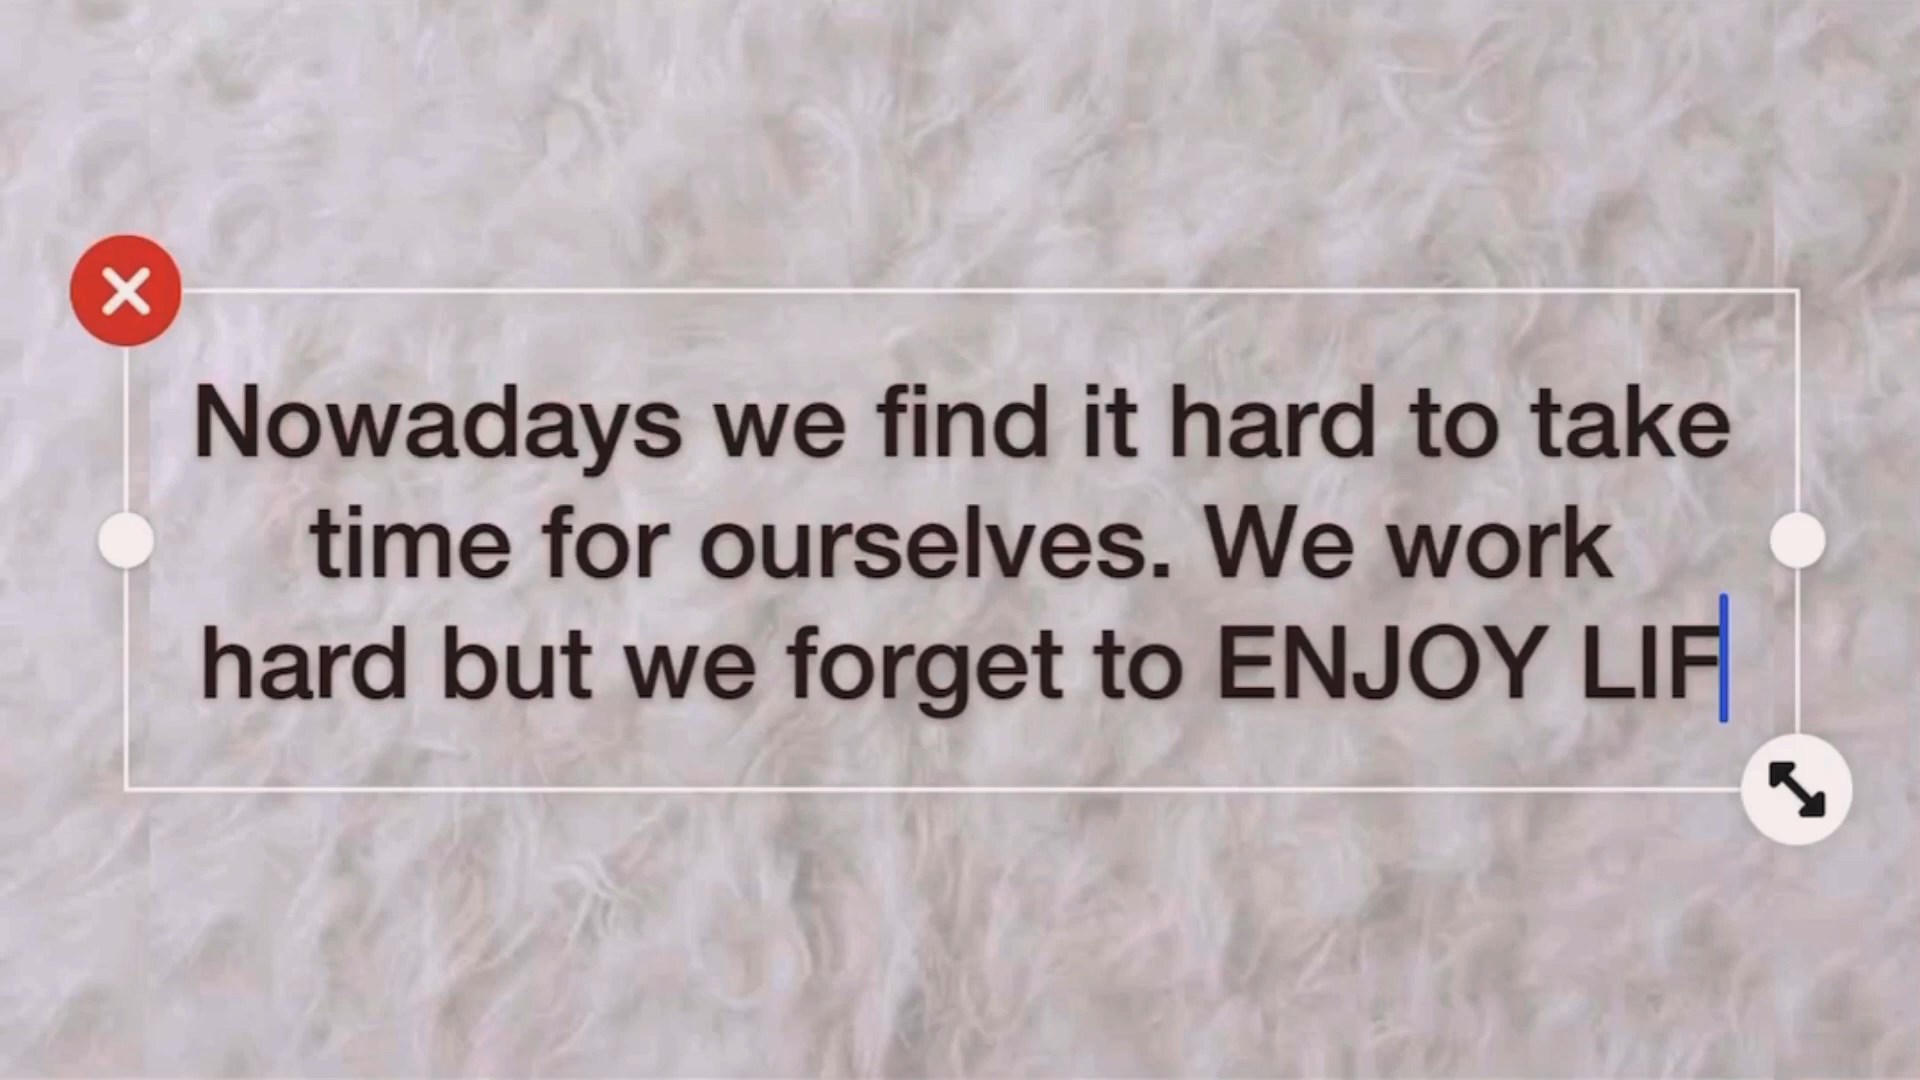 Nowadays we find it hard to take
time for ourselves. We work
hard but we forget to ENJOY LIF